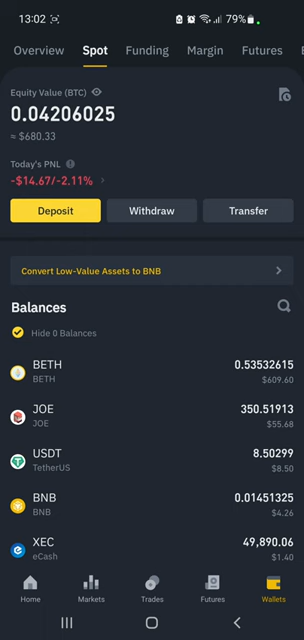 13:02 79%
Overview Spot Funding Margin Futures
Equity Value (BTC)
0.04206025
≈ $680.33
Today's PNL
-$14.67/-2.11%
Deposit Withdraw Transfer
Convert Low-Value Assets to BNB
Balances
Hide 0 Balances
BETH 0.53532615
BETH $609.60
JOE 350.51913
JOE $55.68
USDT 8.50299
TetherUS $8.50
BNB 0.01451325
BNB $4.26
XEC 49,890.06
eCash $1.40
Home Markets Trades Futures Wallets